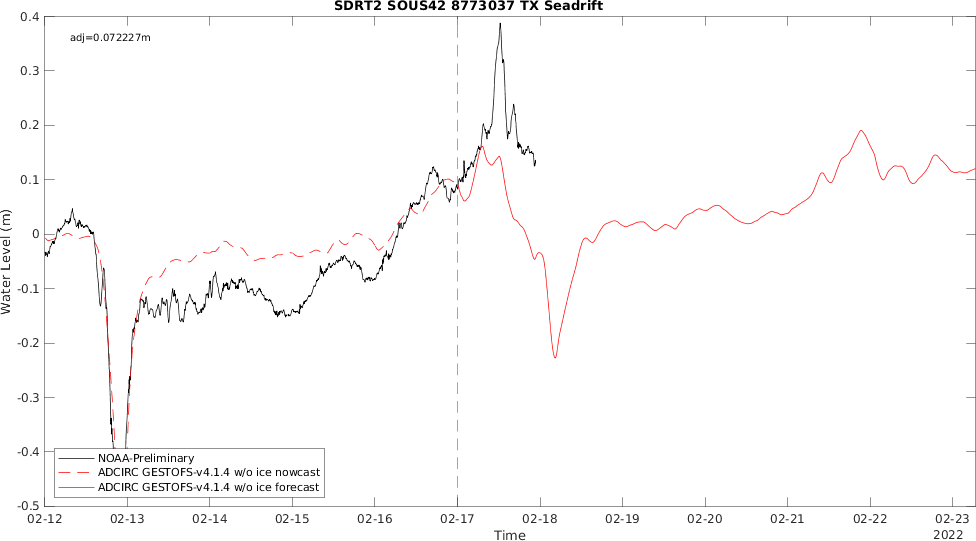 SDRT2 SOUS42 8773037 TX Seadrift
adj=0.072227m
0.4
0.3
0.2
0.1
0
-0.1
-0.2
-0.3
-0.4
-0.5
Water Level (m)
NOAA-Preliminary
ADCIRC GESTOFS-v4.1.4 w/o ice nowcast
ADCIRC GESTOFS-v4.1.4 w/o ice forecast
02-12 02-13 02-14 02-15 02-16 02-17 02-18 02-19 02-20 02-21 02-22 02-23
Time
2022